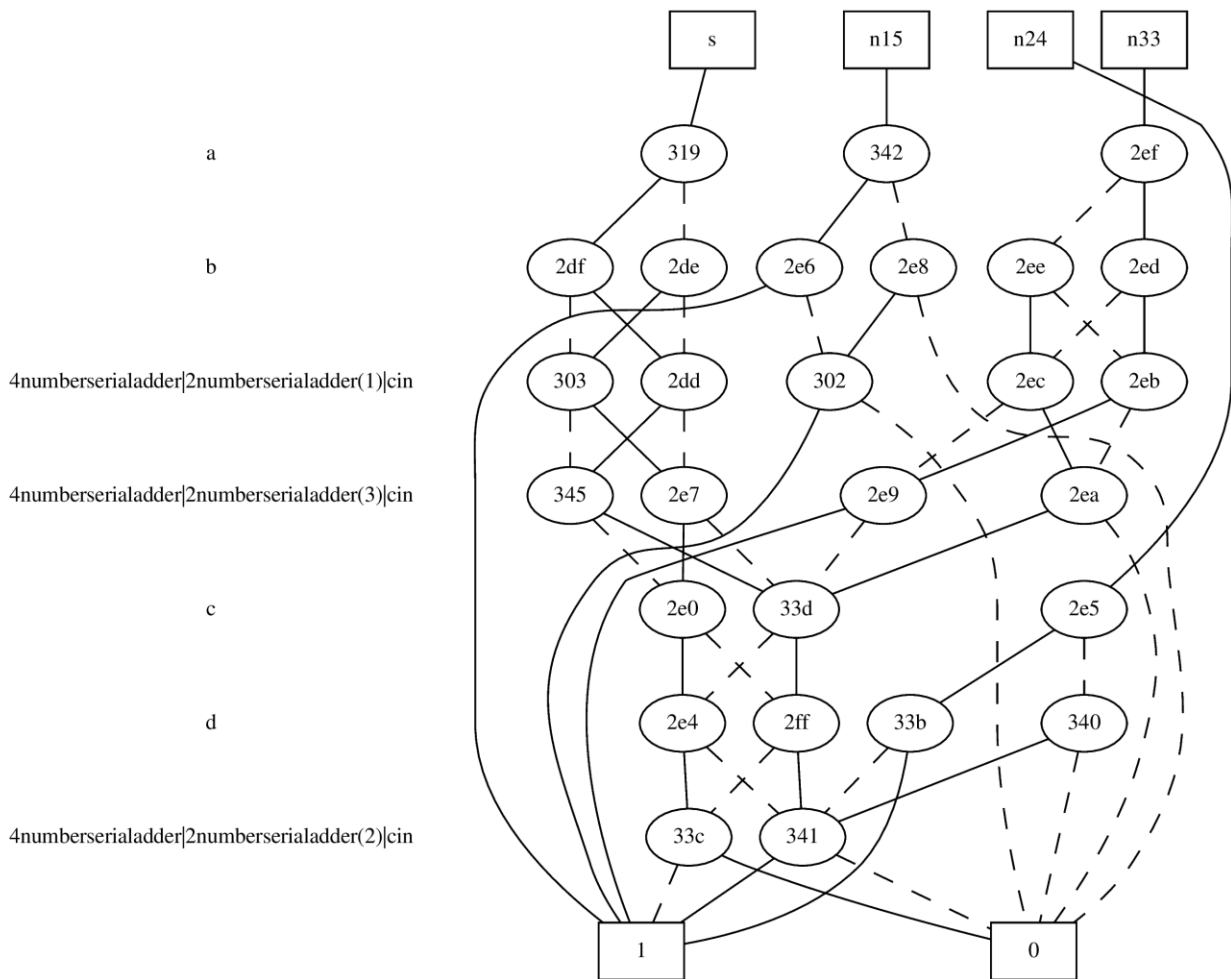 s n15 n24 n33
a 319 342 2ef
b 2df 2de 2e6 2e8 2ee 2ed
4numberserialadder|2numberserialadder(1)|cin 303 2dd 302 2ec 2eb
4numberserialadder|2numberserialadder(3)|cin 345 2e7 2e9 2ea
c 2e0 33d 2e5
d 2e4 2ff 33b 340
4numberserialadder|2numberserialadder(2)|cin 33c 341
1 0